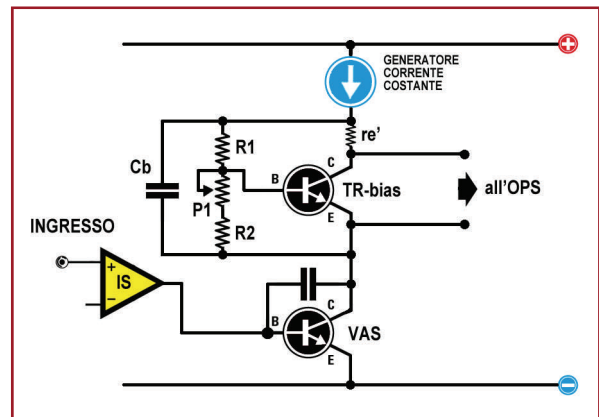 +
GENERATORE
CORRENTE
COSTANTE
re'
R1
Cb
C
B
TR-bias
all'OPS
P1
E
R2
INGRESSO
+
IS
−
C
B
VAS
E
−